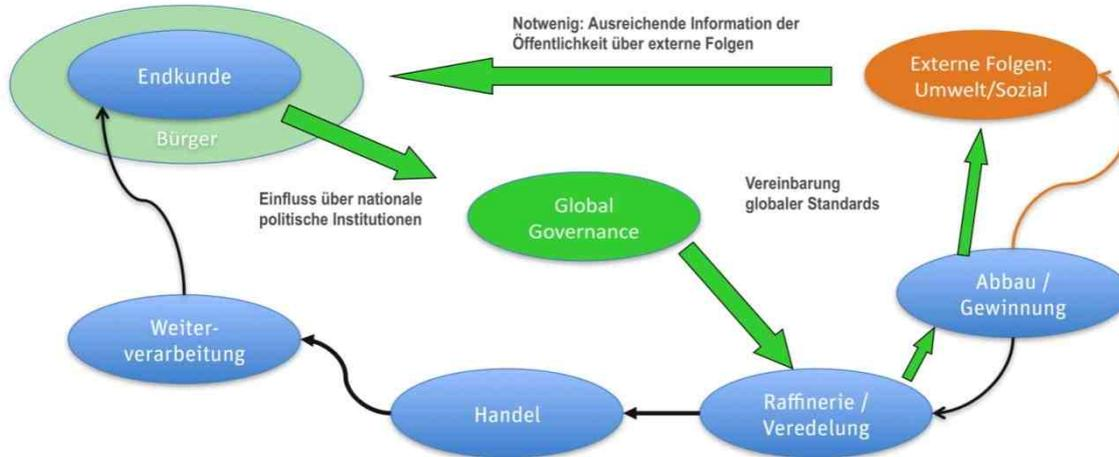 Notwenig: Ausreichende Information der
Öffentlichkeit über externe Folgen
Endkunde
Bürger
Externe Folgen:
Umwelt/Sozial
Einfluss über nationale
politische Institutionen
Global
Governance
Vereinbarung
globaler Standards
Abbau /
Gewinnung
Weiter-
verarbeitung
Handel
Raffinerie /
Veredelung